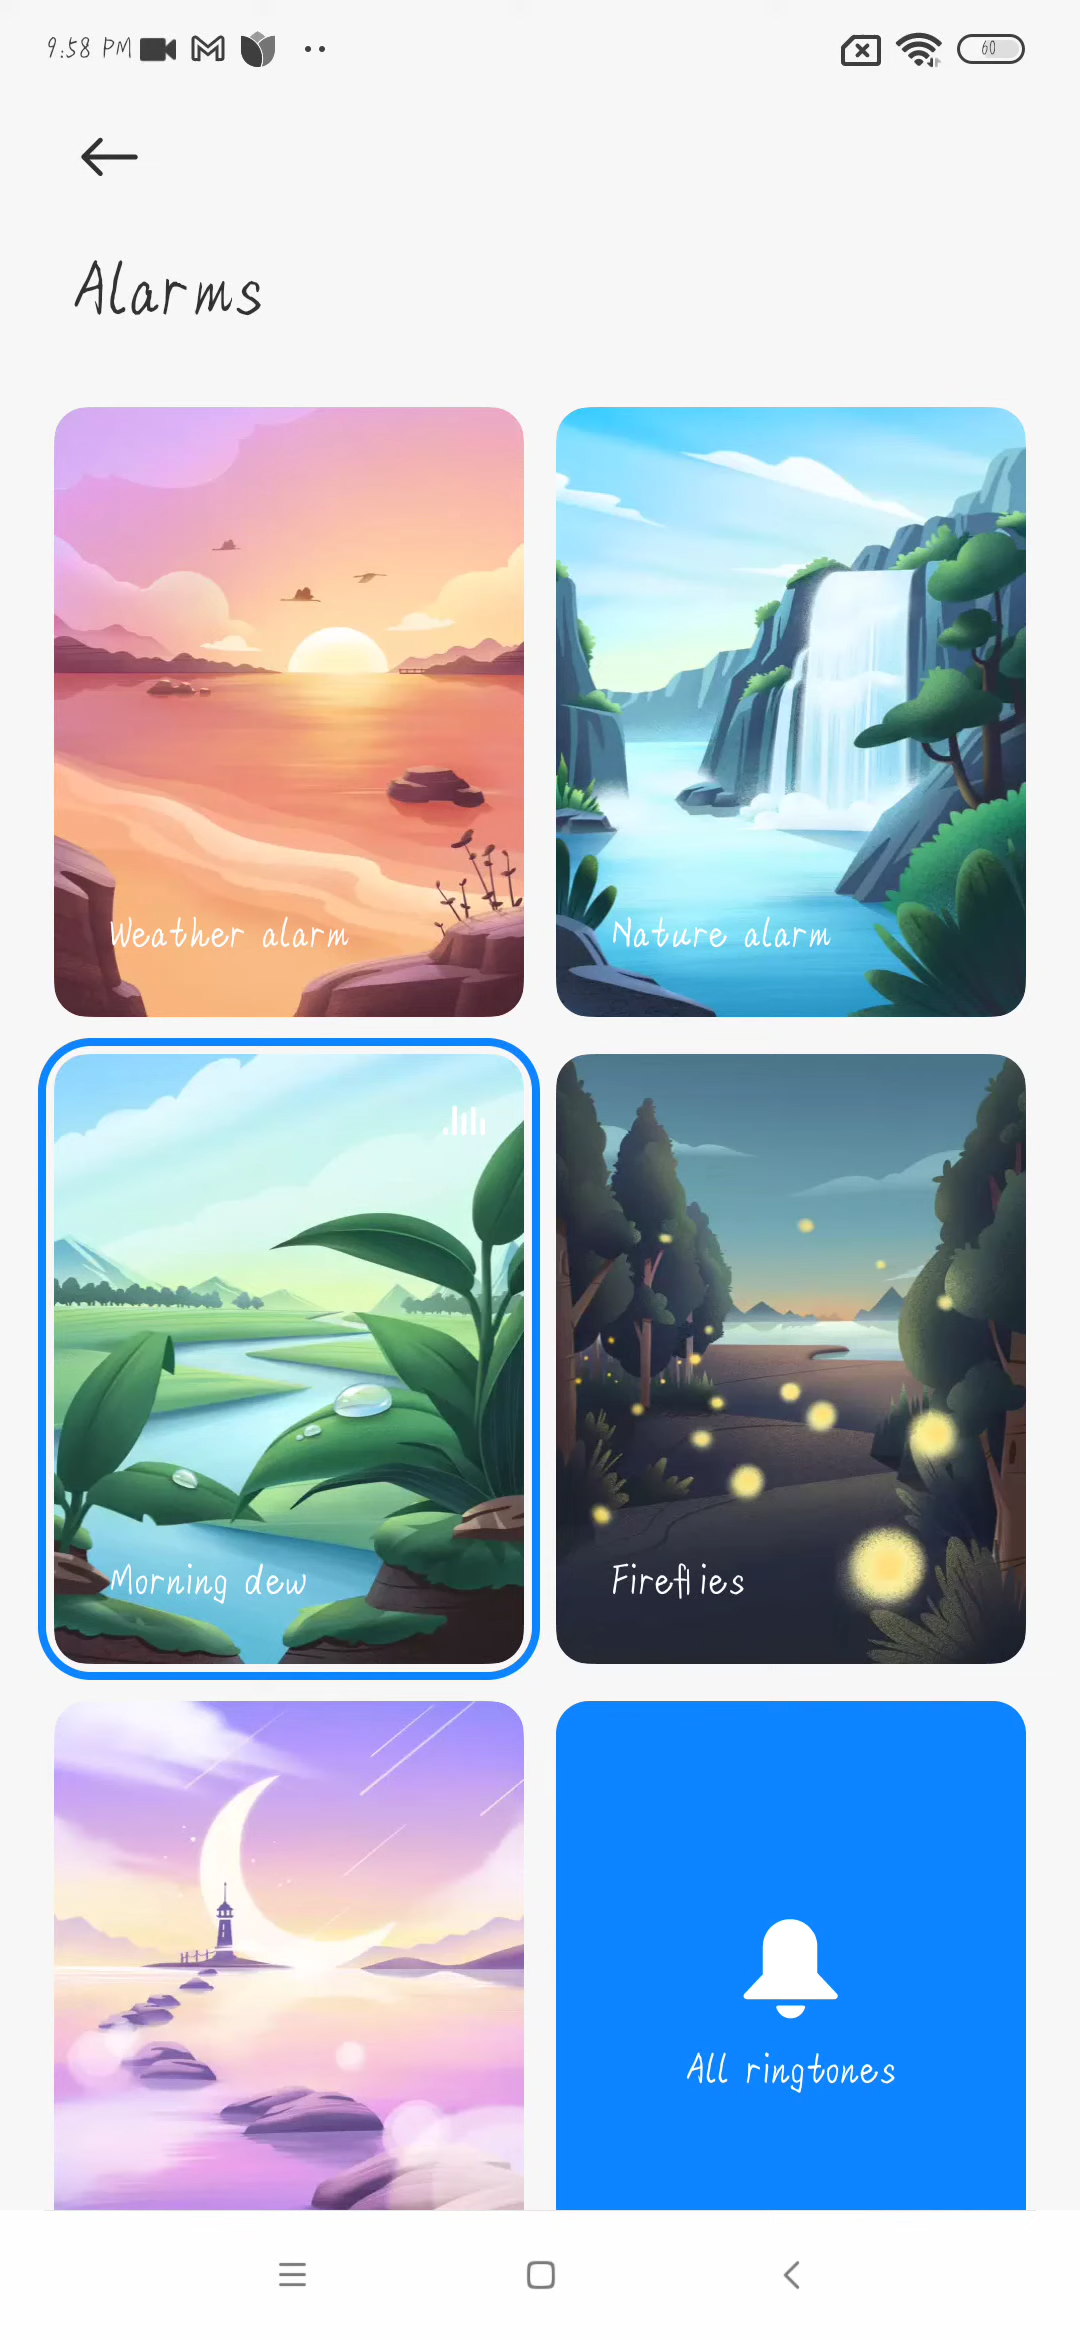 9:58 PM
60
Alarms
Weather alarm
Nature alarm
Morning dew
Fireflies
All ringtones